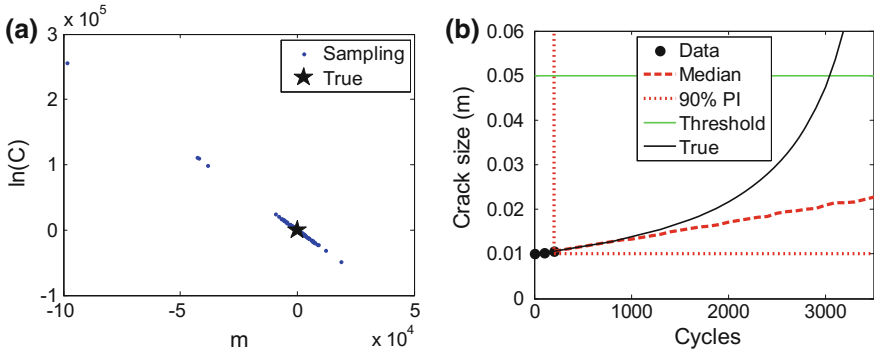 (a)
× 10^5
3
2
1
0
-1
-10
-5
0
5
× 10^4
ln(C)
m
Sampling
True
(b)
0.06
0.05
0.04
0.03
0.02
0.01
0
0
1000
2000
3000
Crack size (m)
Cycles
Data
Median
90% PI
Threshold
True